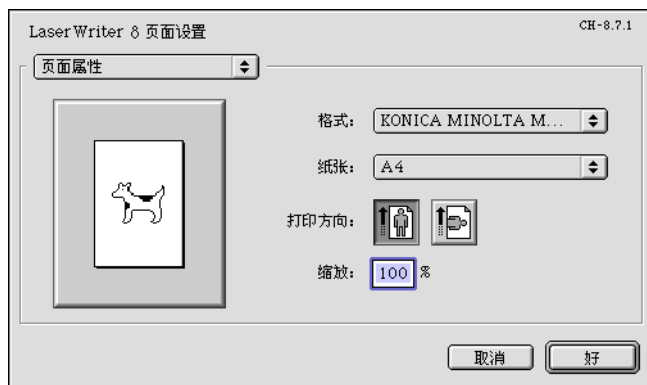 LaserWriter 8 页面设置
CH-8.7.1
页面属性
格式： KONICA MINOLTA M...
纸张： A4
打印方向：
缩放： 100 %
取消
好